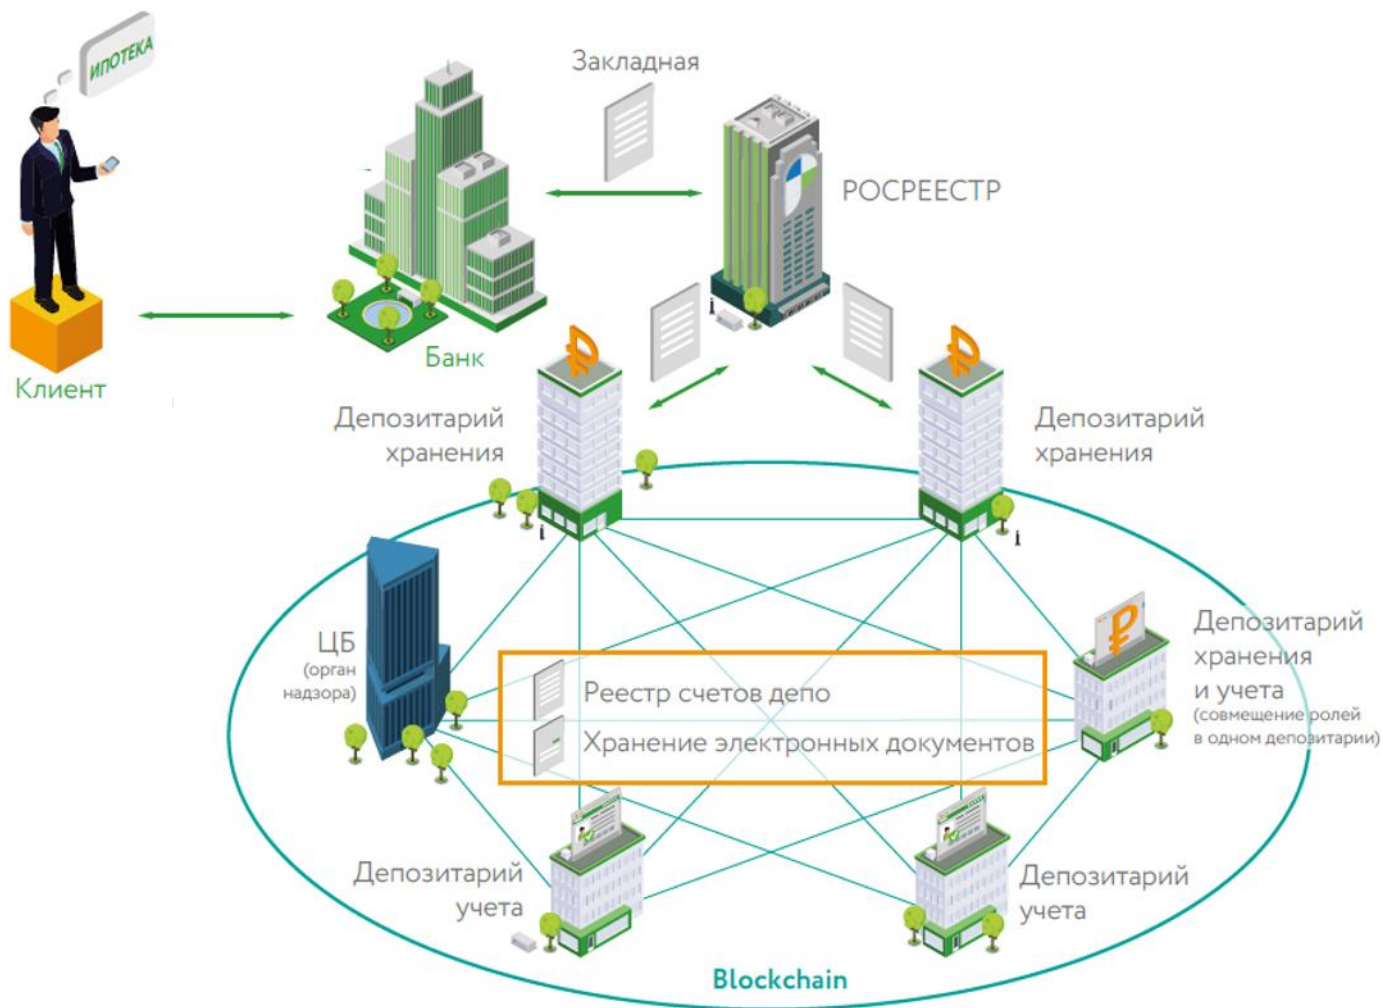 ИПОТЕКА
Закладная
РОСРЕЕСТР
Банк
Клиент
Депозитарий
хранения
Депозитарий
хранения
ЦБ
(орган
надзора)
Депозитарий
хранения
и учета
(совмещение ролей
в одном депозитарии)
Реестр счетов депо
Хранение электронных документов
Депозитарий
учета
Депозитарий
учета
Blockchain